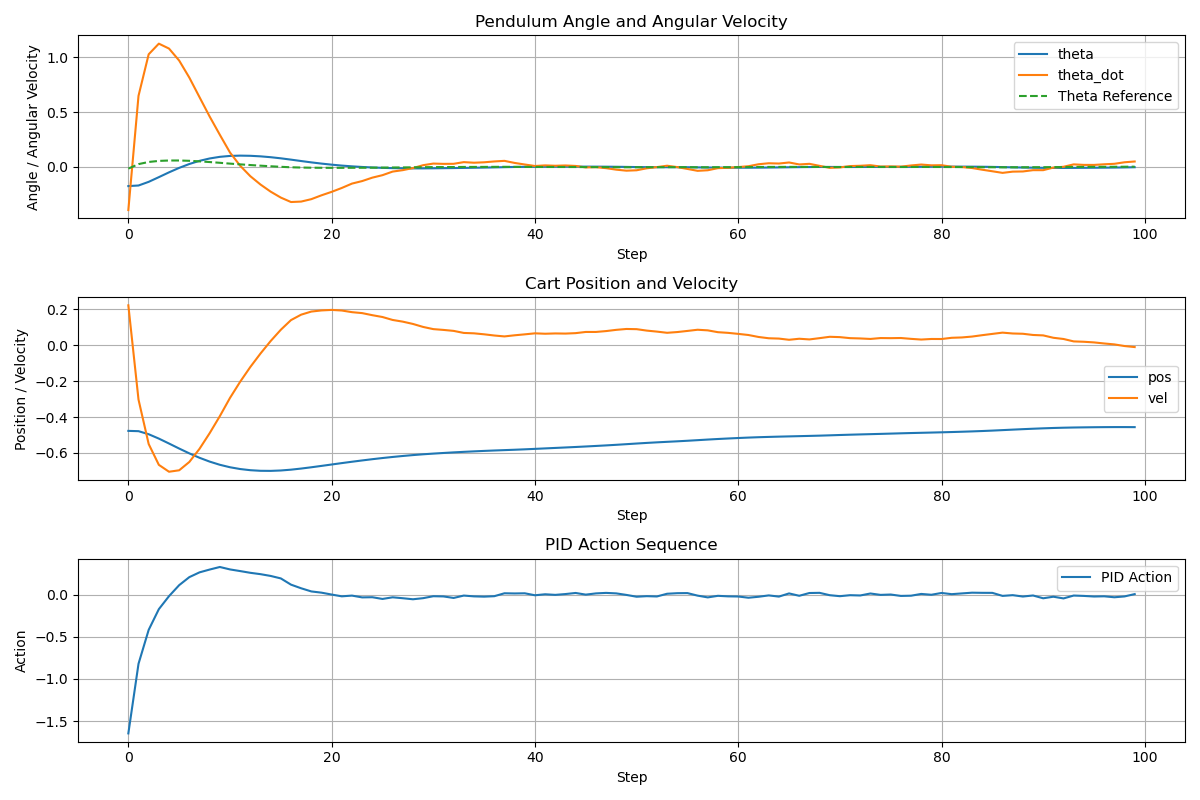 Pendulum Angle and Angular Velocity
Angle / Angular Velocity
1.0
0.5
0.0
theta
theta_dot
Theta Reference
0 20 40 60 80 100
Step
Cart Position and Velocity
Position / Velocity
0.2
0.0
−0.2
−0.4
−0.6
pos
vel
0 20 40 60 80 100
Step
PID Action Sequence
Action
0.0
−0.5
−1.0
−1.5
PID Action
0 20 40 60 80 100
Step